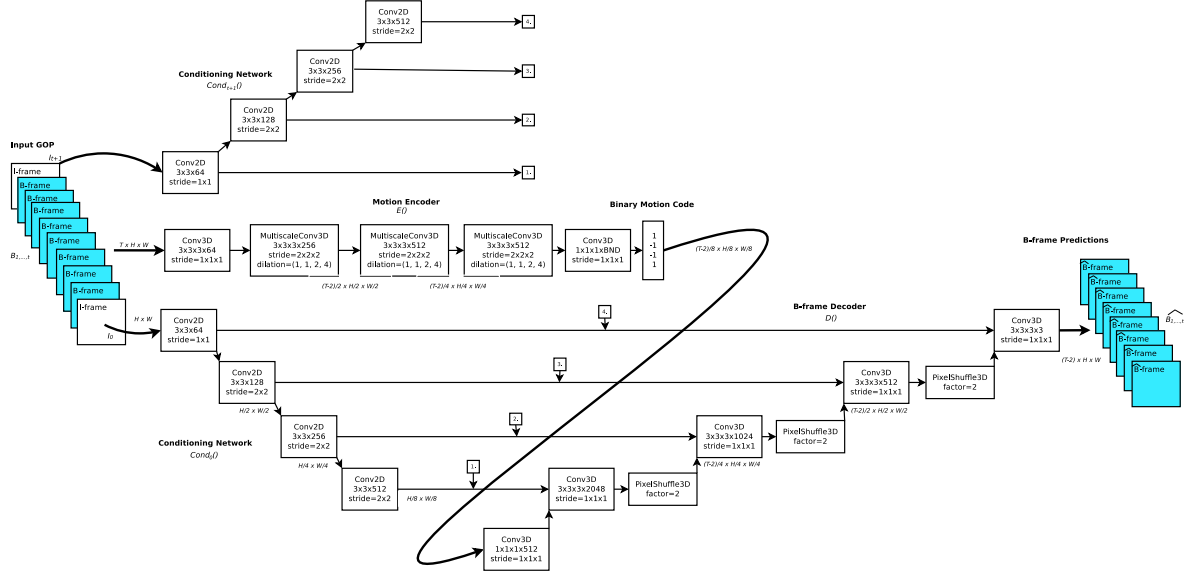 Conv2D
3x3x512
stride=2x2
4.
Conv2D
3x3x256
stride=2x2
3.
Conditioning Network
Cond_{t+1}()
Conv2D
3x3x128
stride=2x2
2.
Input GOP
I_{t+1}
Conv2D
3x3x64
stride=1x1
1.
I-frame
B-frame
B-frame
B-frame
B-frame
B-frame
B-frame
B-frame
B-frame
I-frame
B_{1,...,t}
I_0
T x H x W
H x W
Motion Encoder
E()
Conv3D
3x3x3x64
stride=1x1x1
MultiscaleConv3D
3x3x3x256
stride=2x2x2
dilation=(1, 1, 2, 4)
(T-2)/2 x H/2 x W/2
MultiscaleConv3D
3x3x3x512
stride=2x2x2
dilation=(1, 1, 2, 4)
(T-2)/4 x H/4 x W/4
MultiscaleConv3D
3x3x3x512
stride=2x2x2
dilation=(1, 1, 2, 4)
Conv3D
1x1x1xBND
stride=1x1x1
Binary Motion Code
1
-1
-1
1
(T-2)/8 x H/8 x W/8
Conv2D
3x3x64
stride=1x1
4.
B-frame Decoder
D()
Conv3D
3x3x3x3
stride=1x1x1
(T-2) x H x W
B-frame Predictions
B-frame
B-frame
B-frame
B-frame
B-frame
B-frame
B-frame
B-frame
B_{1,...,t}
Conv2D
3x3x128
stride=2x2
H/2 x W/2
3.
Conv3D
3x3x3x512
stride=1x1x1
(T-2)/2 x H/2 x W/2
PixelShuffle3D
factor=2
Conditioning Network
Cond_0()
Conv2D
3x3x256
stride=2x2
H/4 x W/4
2.
Conv3D
3x3x3x1024
stride=1x1x1
(T-2)/4 x H/4 x W/4
PixelShuffle3D
factor=2
Conv2D
3x3x512
stride=2x2
H/8 x W/8
1.
Conv3D
3x3x3x2048
stride=1x1x1
PixelShuffle3D
factor=2
Conv3D
1x1x1x512
stride=1x1x1